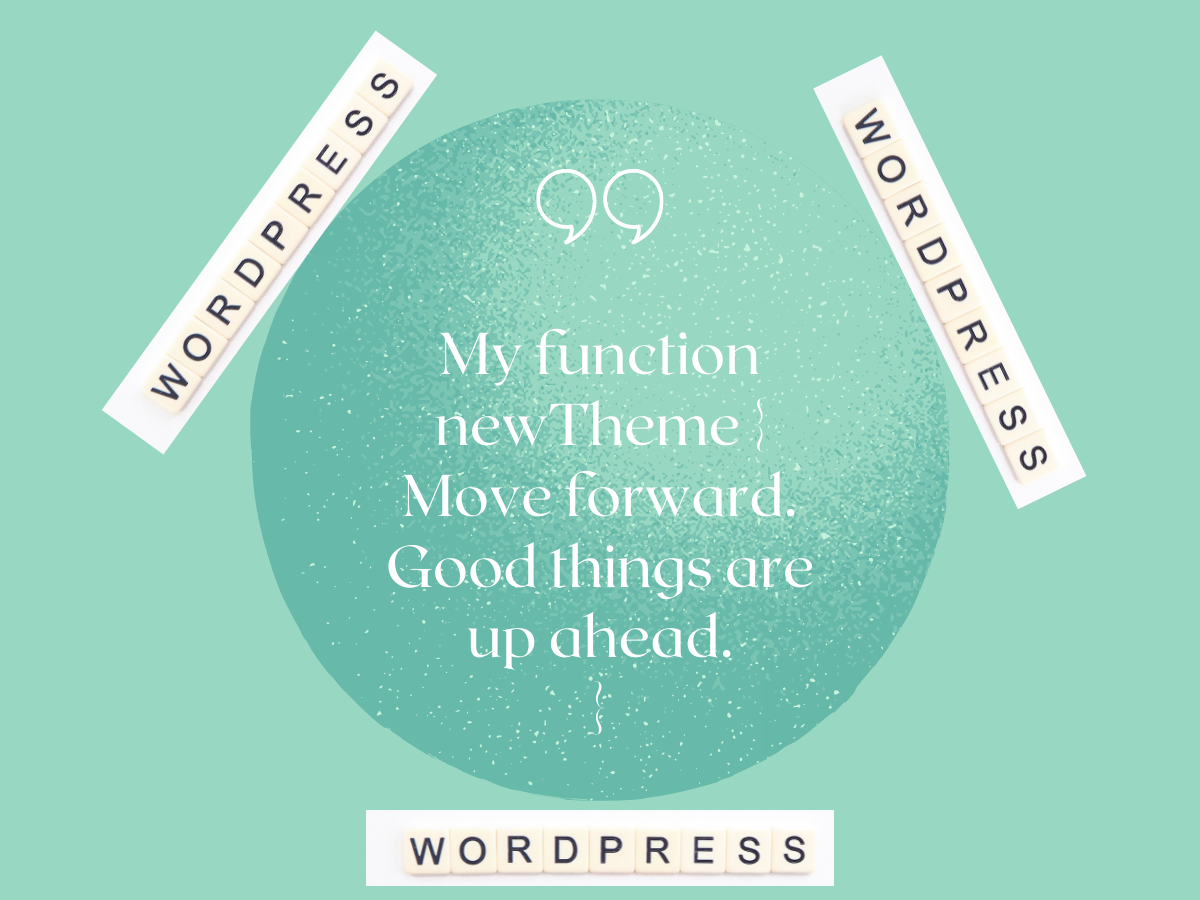 WORDPRESS
WORDPRESS
My function
newTheme {
Move forward.
Good things are
up ahead.
}
WORDPRESS